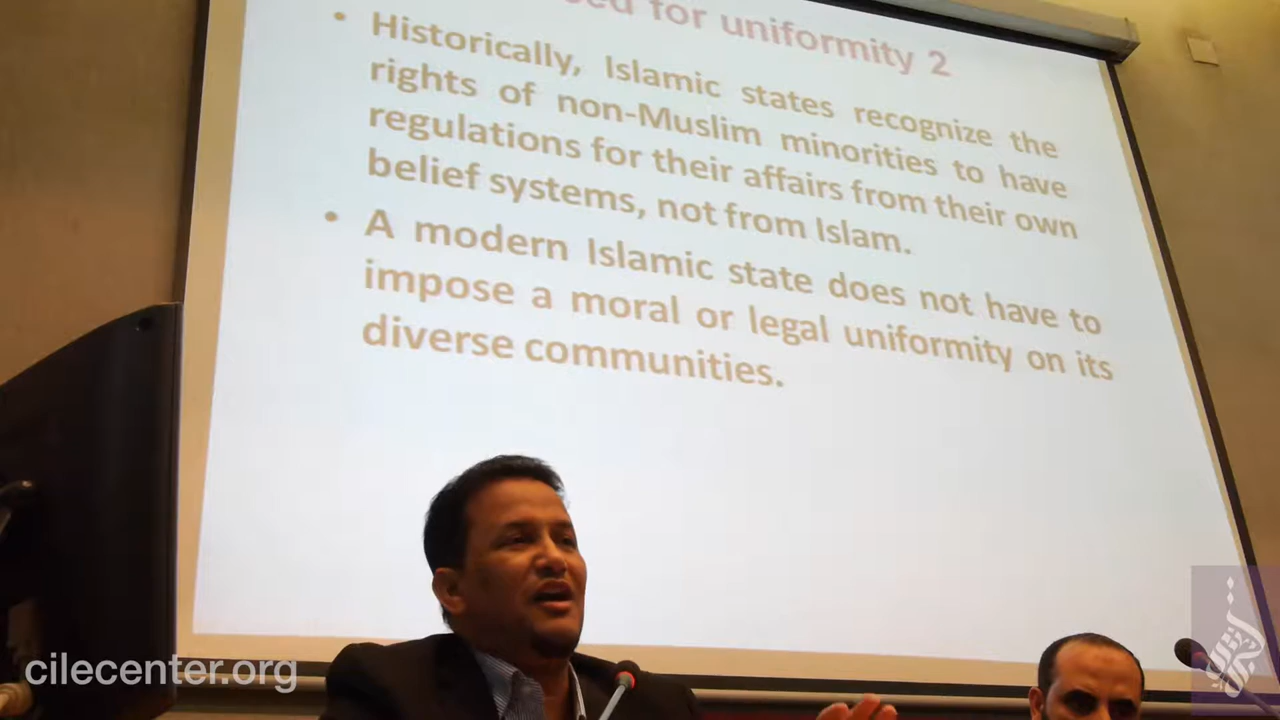 for uniformity 2
• Historically, Islamic states recognize the
rights of non-Muslim minorities to have
regulations for their affairs from their own
belief systems, not from Islam.
• A modern Islamic state does not have to
impose a moral or legal uniformity on its
diverse communities.
cilecenter.org